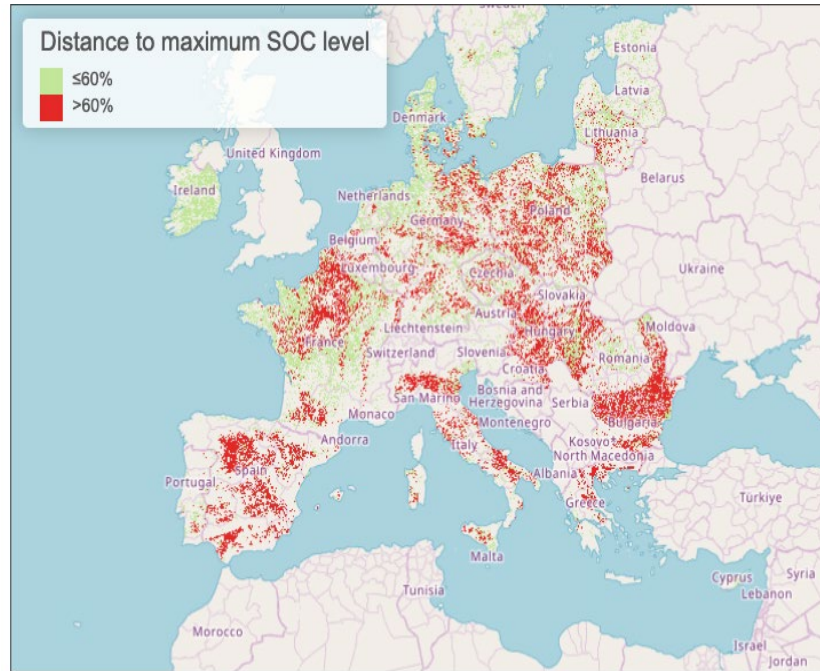 Distance to maximum SOC level
≤60%
>60%
Sweden
Estonia
Latvia
Denmark
Lithuania
United Kingdom
Belarus
Ireland
Netherlands
Poland
Germany
Belgium
Ukraine
Luxembourg
Czechia
Slovakia
Austria
Moldova
Liechtenstein
Hungary
France
Switzerland
Slovenia
Romania
Croatia
San Marino
Bosnia and
Herzegovina
Serbia
Monaco
Montenegro
Bulgaria
Andorra
Italy
Kosovo
North Macedonia
Portugal
Spain
Albania
Greece
Türkiye
Malta
Cyprus
Syria
Tunisia
Lebanon
Morocco
Israel
Jordan